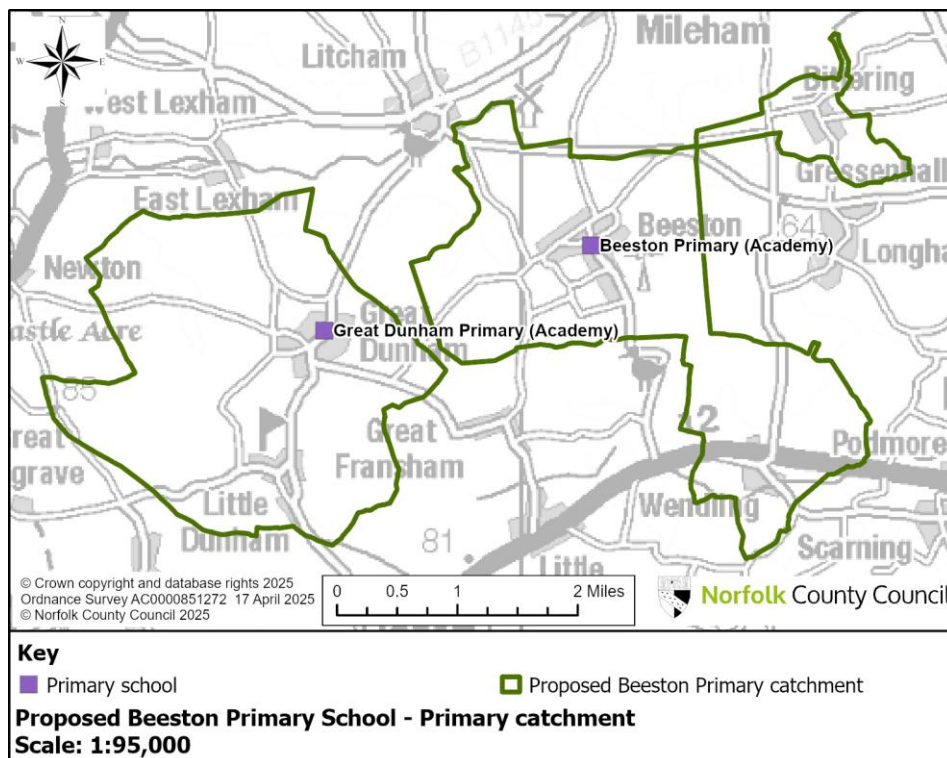 N
W E
S
Litcham
B1145
Mileham
West Lexham
Bittering
East Lexham
Gressenhall
64
Newton
Beeston
Longha
Beeston Primary (Academy)
Castle Acre
Great Dunham Primary (Academy)
Great
Dunham
85
Great
Fransham
12
Podmore
reat
grave
Little
Dunham
81
Wendling
Scarning
Little
© Crown copyright and database rights 2025
Ordnance Survey AC0000851272 17 April 2025
© Norfolk County Council 2025
0 0.5 1 2 Miles
Norfolk County Council
Key
Primary school
Proposed Beeston Primary catchment
Proposed Beeston Primary School - Primary catchment
Scale: 1:95,000